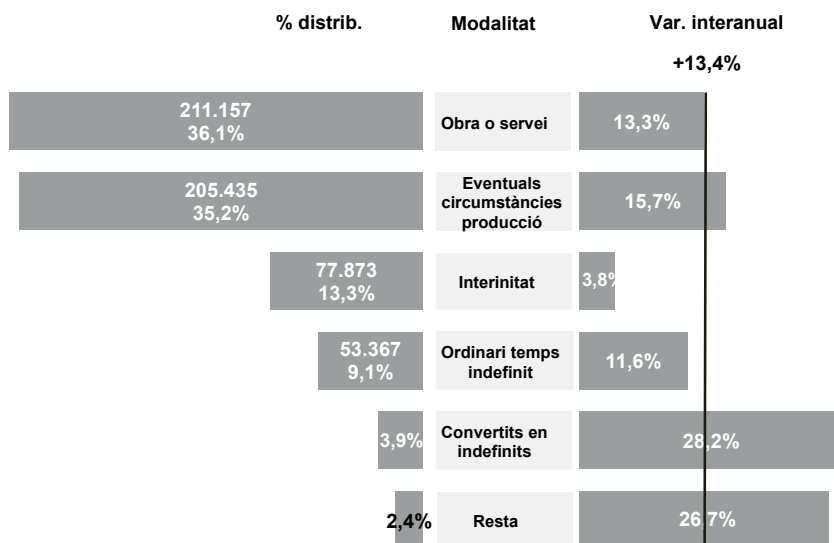 % distrib. Modalitat Var. interanual
+13,4%
211.157
36,1%
Obra o servei
13,3%
205.435
35,2%
Eventuals
circumstàncies
producció
15,7%
77.873
13,3%
Interinitat
3,8%
53.367
9,1%
Ordinari temps
indefinit
11,6%
3,9%
Convertits en
indefinits
28,2%
2,4%
Resta
26,7%